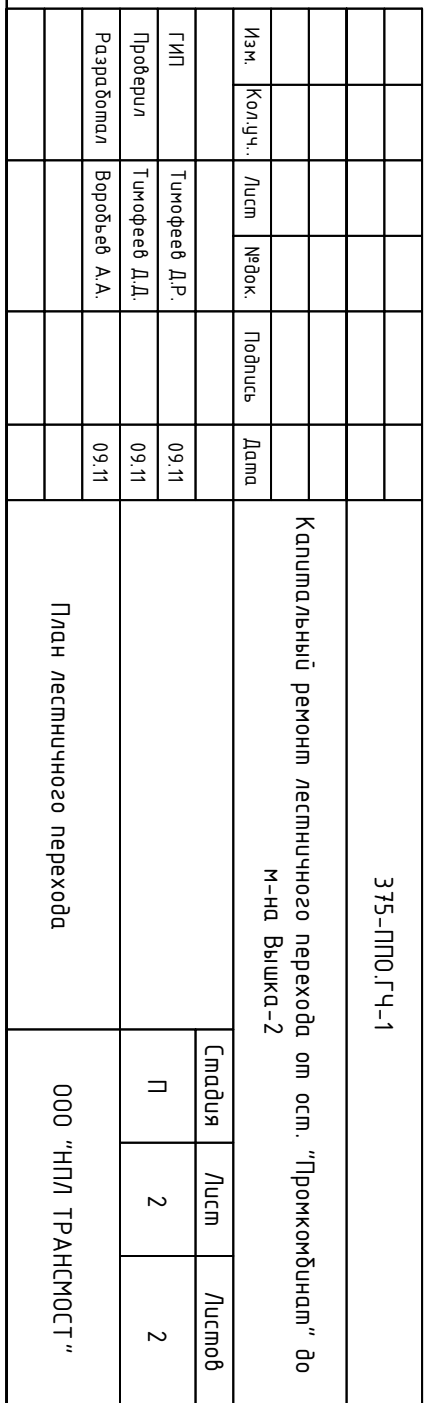 375-ППО.ГЧ-1
Капитальный ремонт лестничного перехода от ост. "Промкомбинат" до
м-на Вышка-2
Изм. Кол.уч.. Лист №док. Подпись Дата
Стадия Лист Листов
ГИП Тимофеев Д.Р. 09.11
Проверил Тимофеев Д.Д. 09.11
П 2 2
Разработал Воробьев А.А. 09.11
План лестничного перехода
ООО "НПЛ ТРАНСМОСТ"